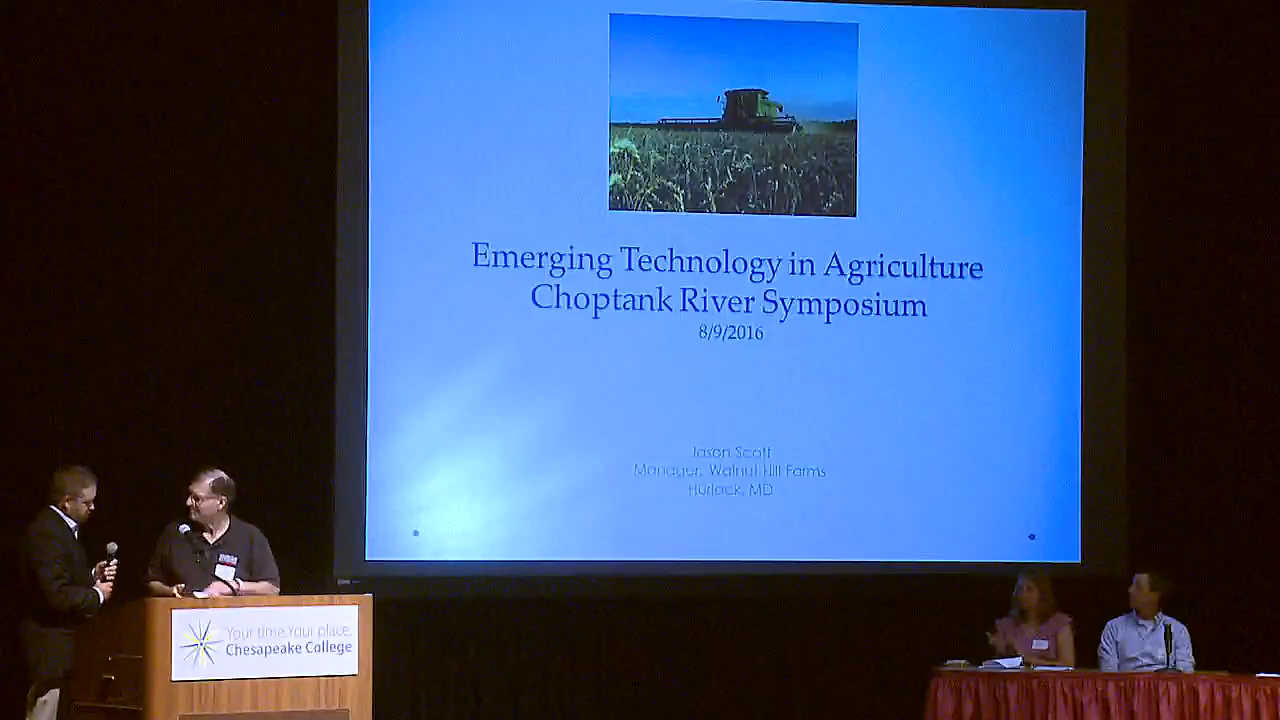 Emerging Technology in Agriculture
Choptank River Symposium
8/9/2016
Jason Scott
Manager, Walnut Hill Farms
Hurlock, MD
Your time.Your place.
Chesapeake College